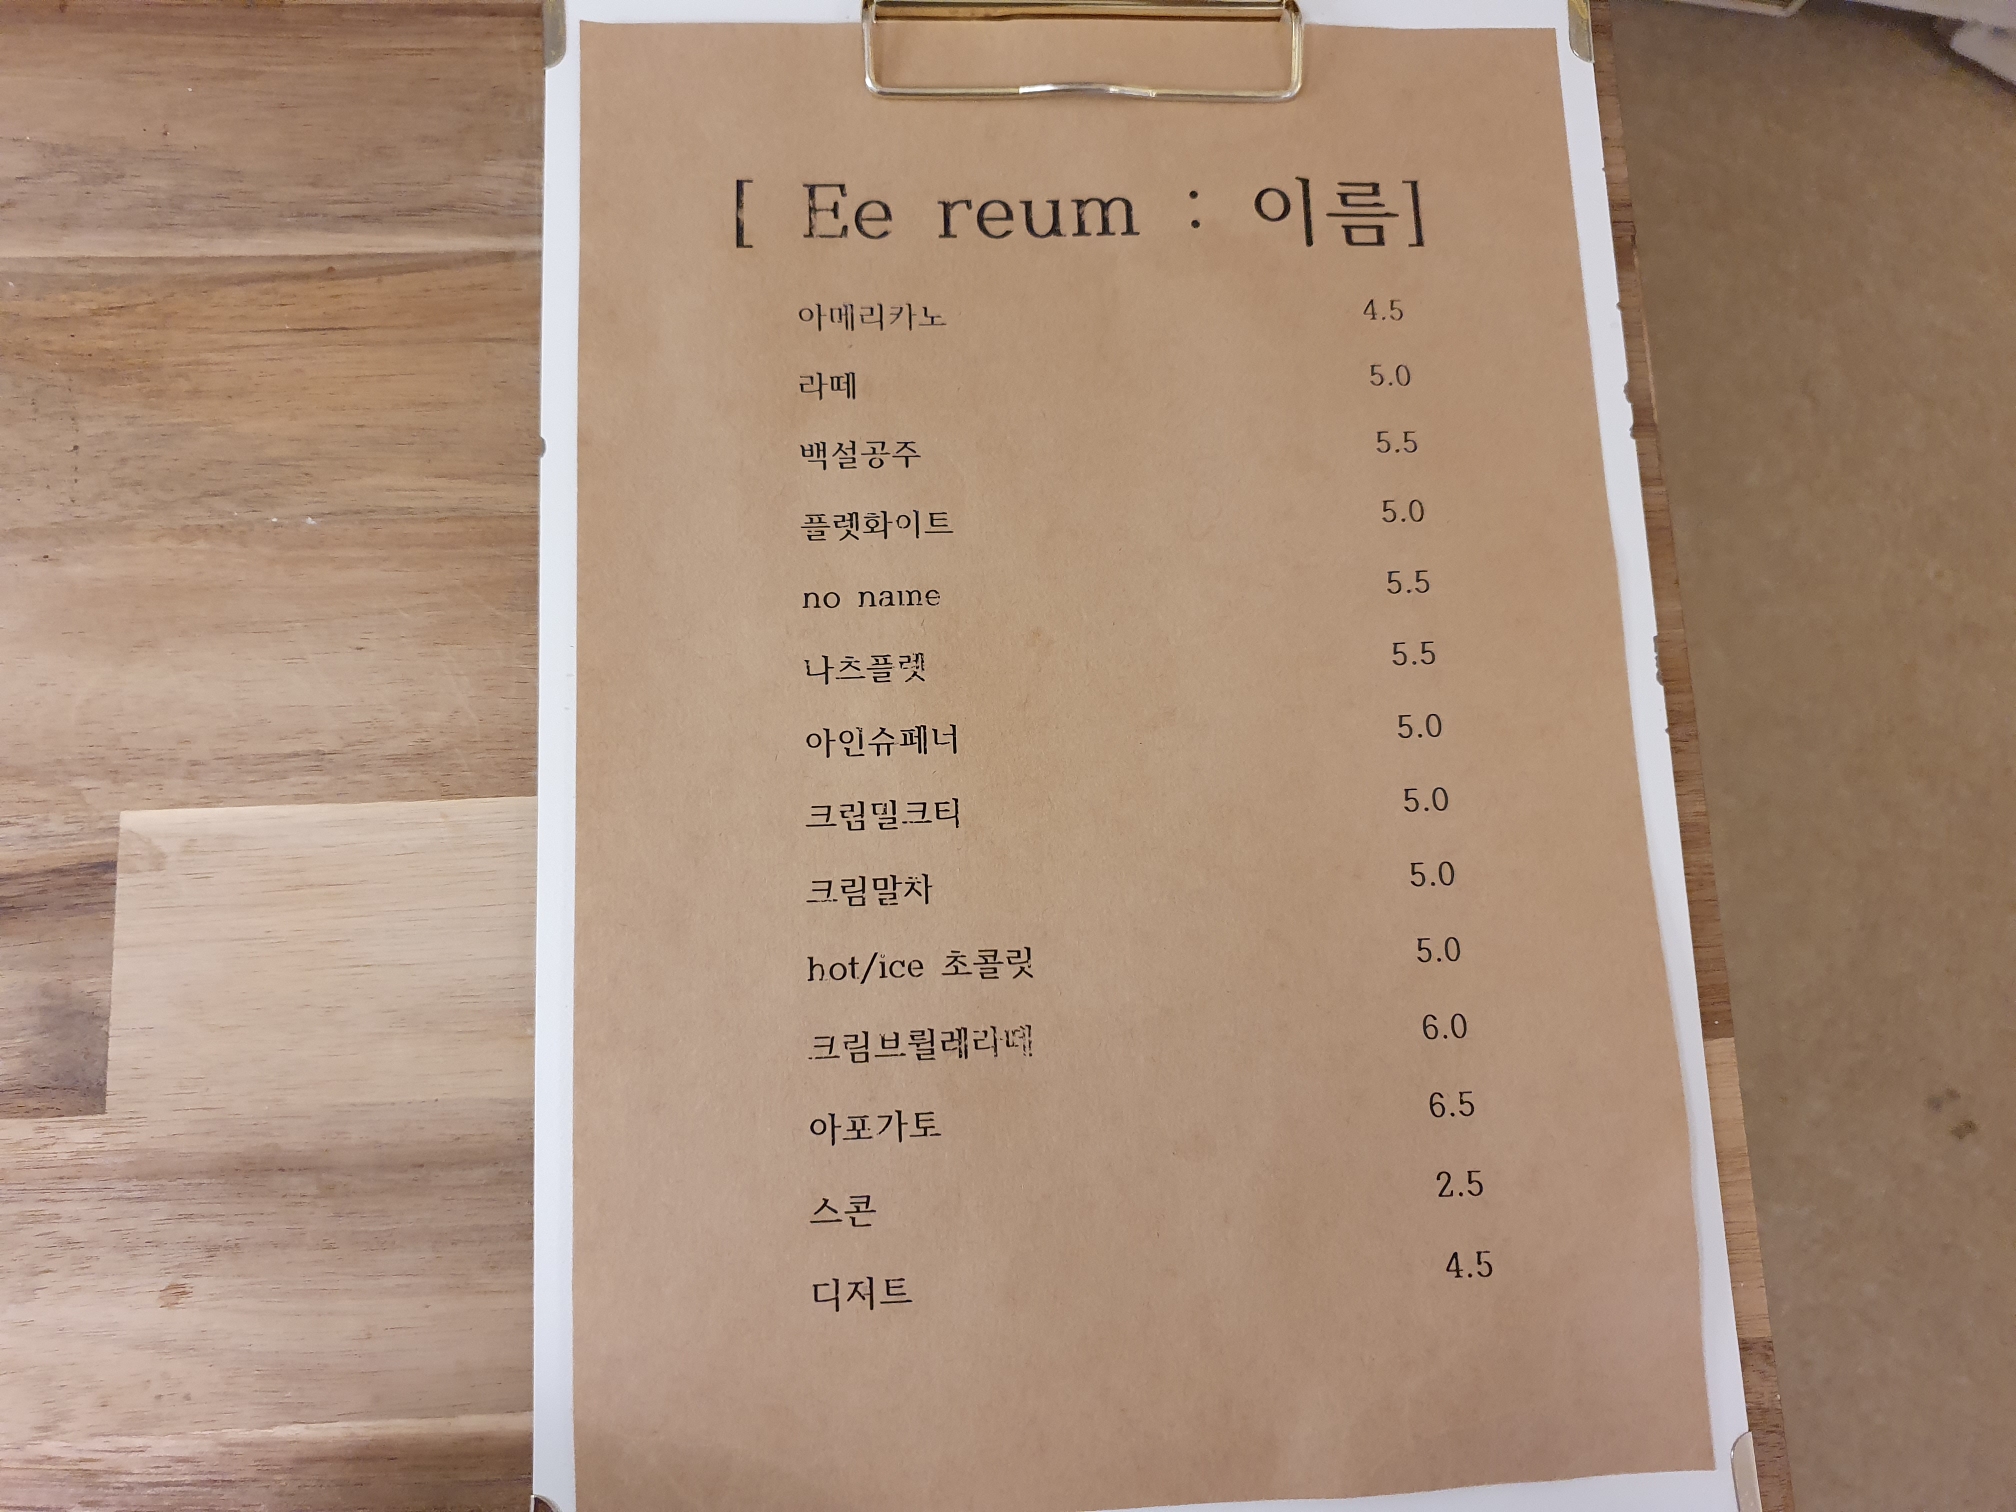 [ Ee reum : 이름]
아메리카노 4.5
라떼 5.0
백설공주 5.5
플렛화이트 5.0
no name 5.5
나츠플렛 5.5
아인슈페너 5.0
크림밀크티 5.0
크림말차 5.0
hot/ice 초콜릿 5.0
크림브륄레라떼 6.0
아포가토 6.5
스콘 2.5
디저트 4.5